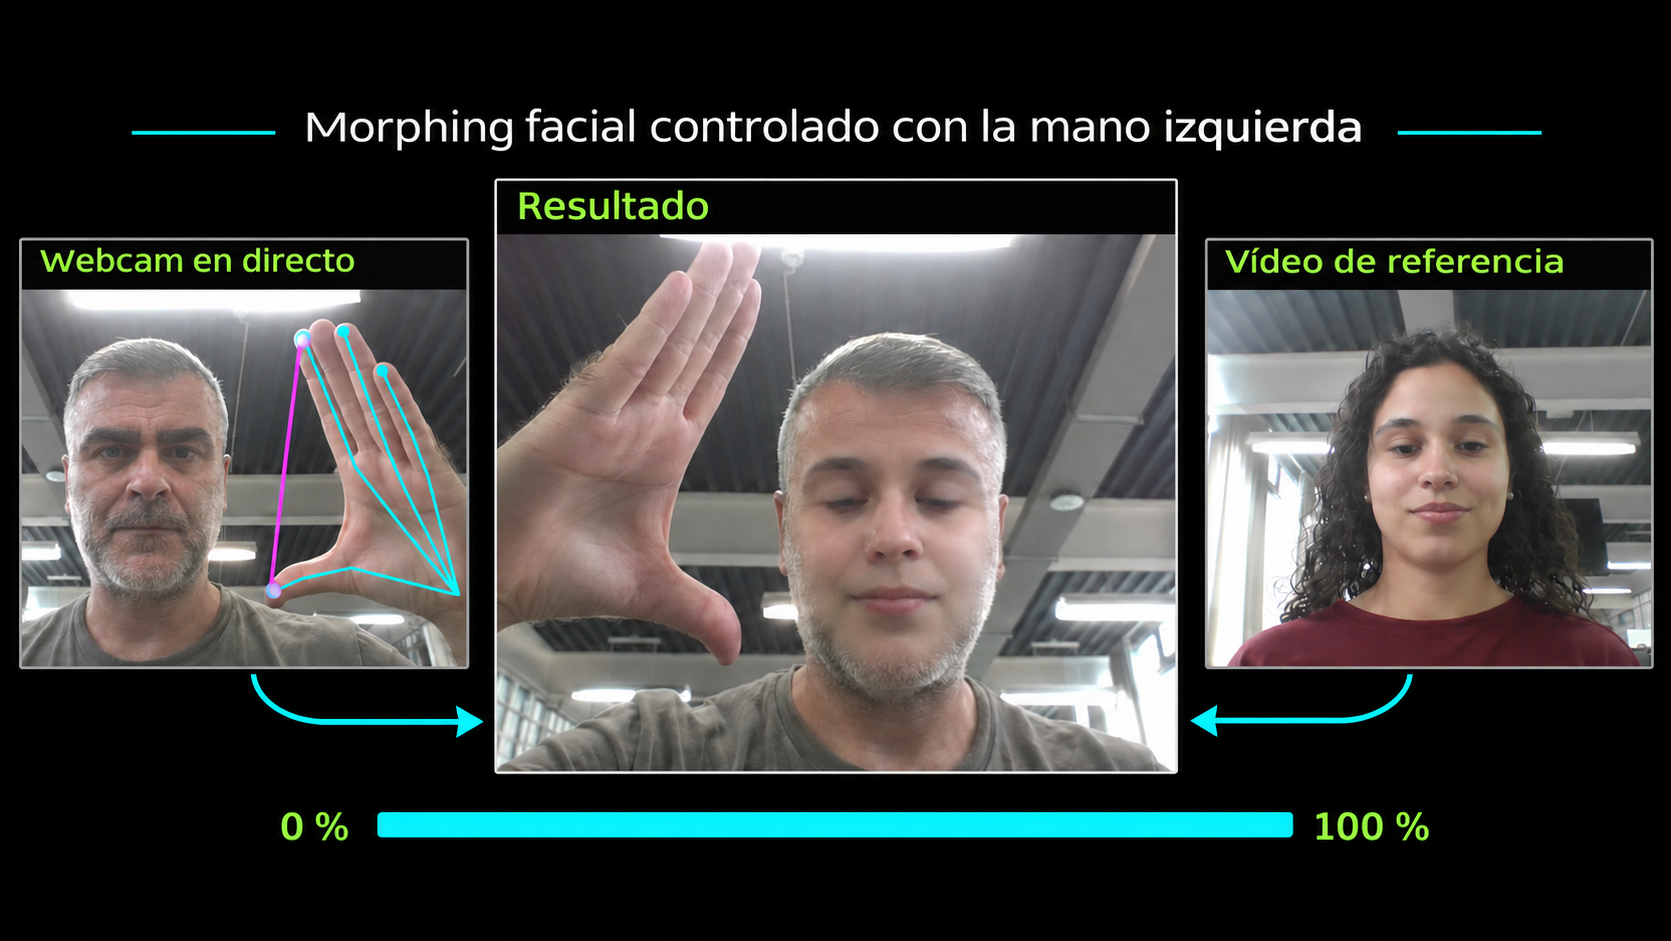 Morphing facial controlado con la mano izquierda
Resultado
Webcam en directo
Vídeo de referencia
0 %
100 %